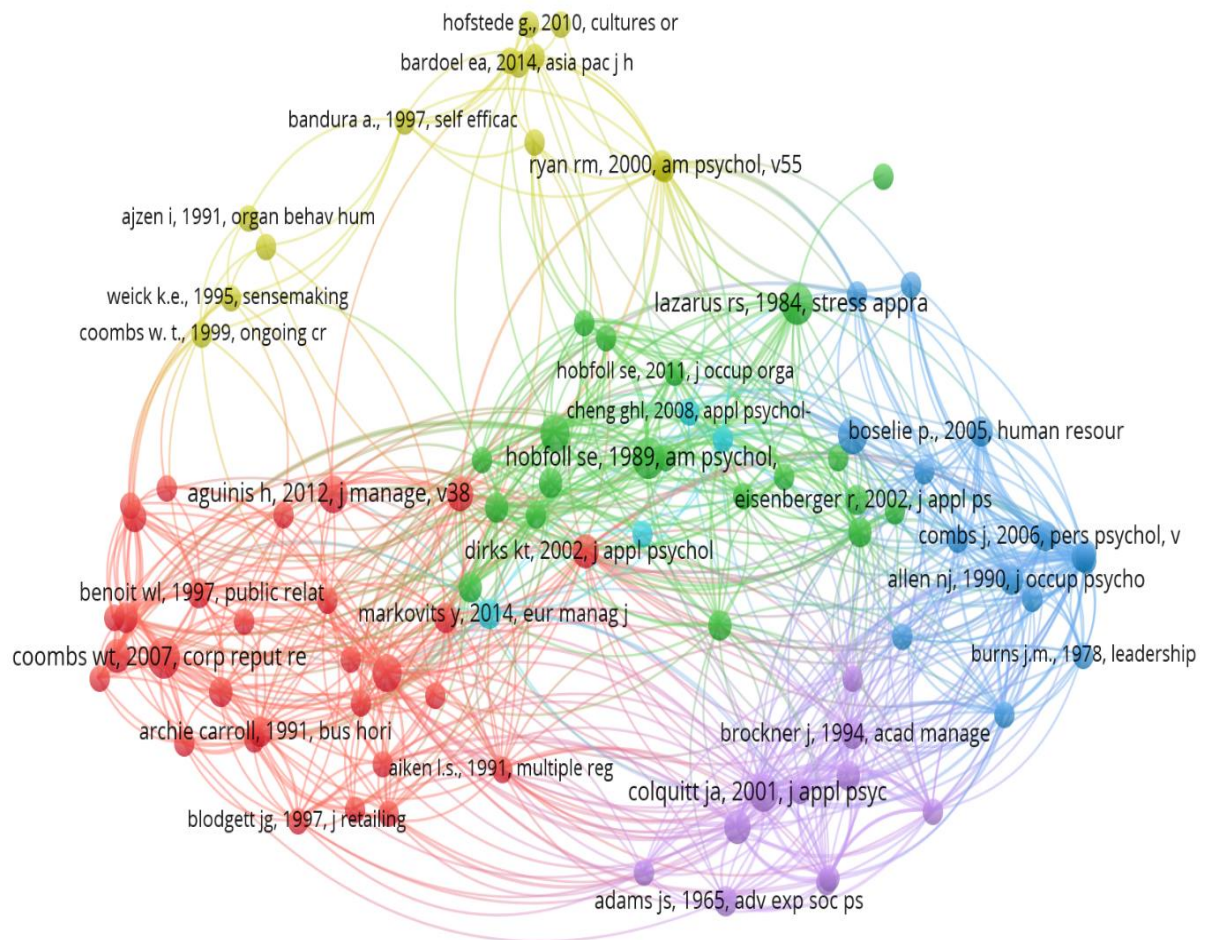 hofstede g., 2010, cultures or
bardoel ea, 2014, asia pac j h
bandura a., 1997, self efficac
ryan rm, 2000, am psychol, v55
ajzen i, 1991, organ behav hum
weick k.e., 1995, sensemaking
lazarus rs, 1984, stress appra
coombs w. t., 1999, ongoing cr
hobfoll se, 2011, j occup orga
cheng ghl, 2008, appl psychol-
boselie p., 2005, human resour
hobfoll se, 1989, am psychol,
aguinis h, 2012, j manage, v38
eisenberger r, 2002, j appl ps
combs j, 2006, pers psychol, v
dirks kt, 2002, j appl psychol
allen nj, 1990, j occup psycho
benoit wl, 1997, public relat
markovits y, 2014, eur manag j
coombs wt, 2007, corp reput re
burns j.m., 1978, leadership
archie carroll, 1991, bus hori
brockner j, 1994, acad manage
aiken l.s., 1991, multiple reg
colquitt ja, 2001, j appl psyc
blodgett jg, 1997, j retailing
adams js, 1965, adv exp soc ps